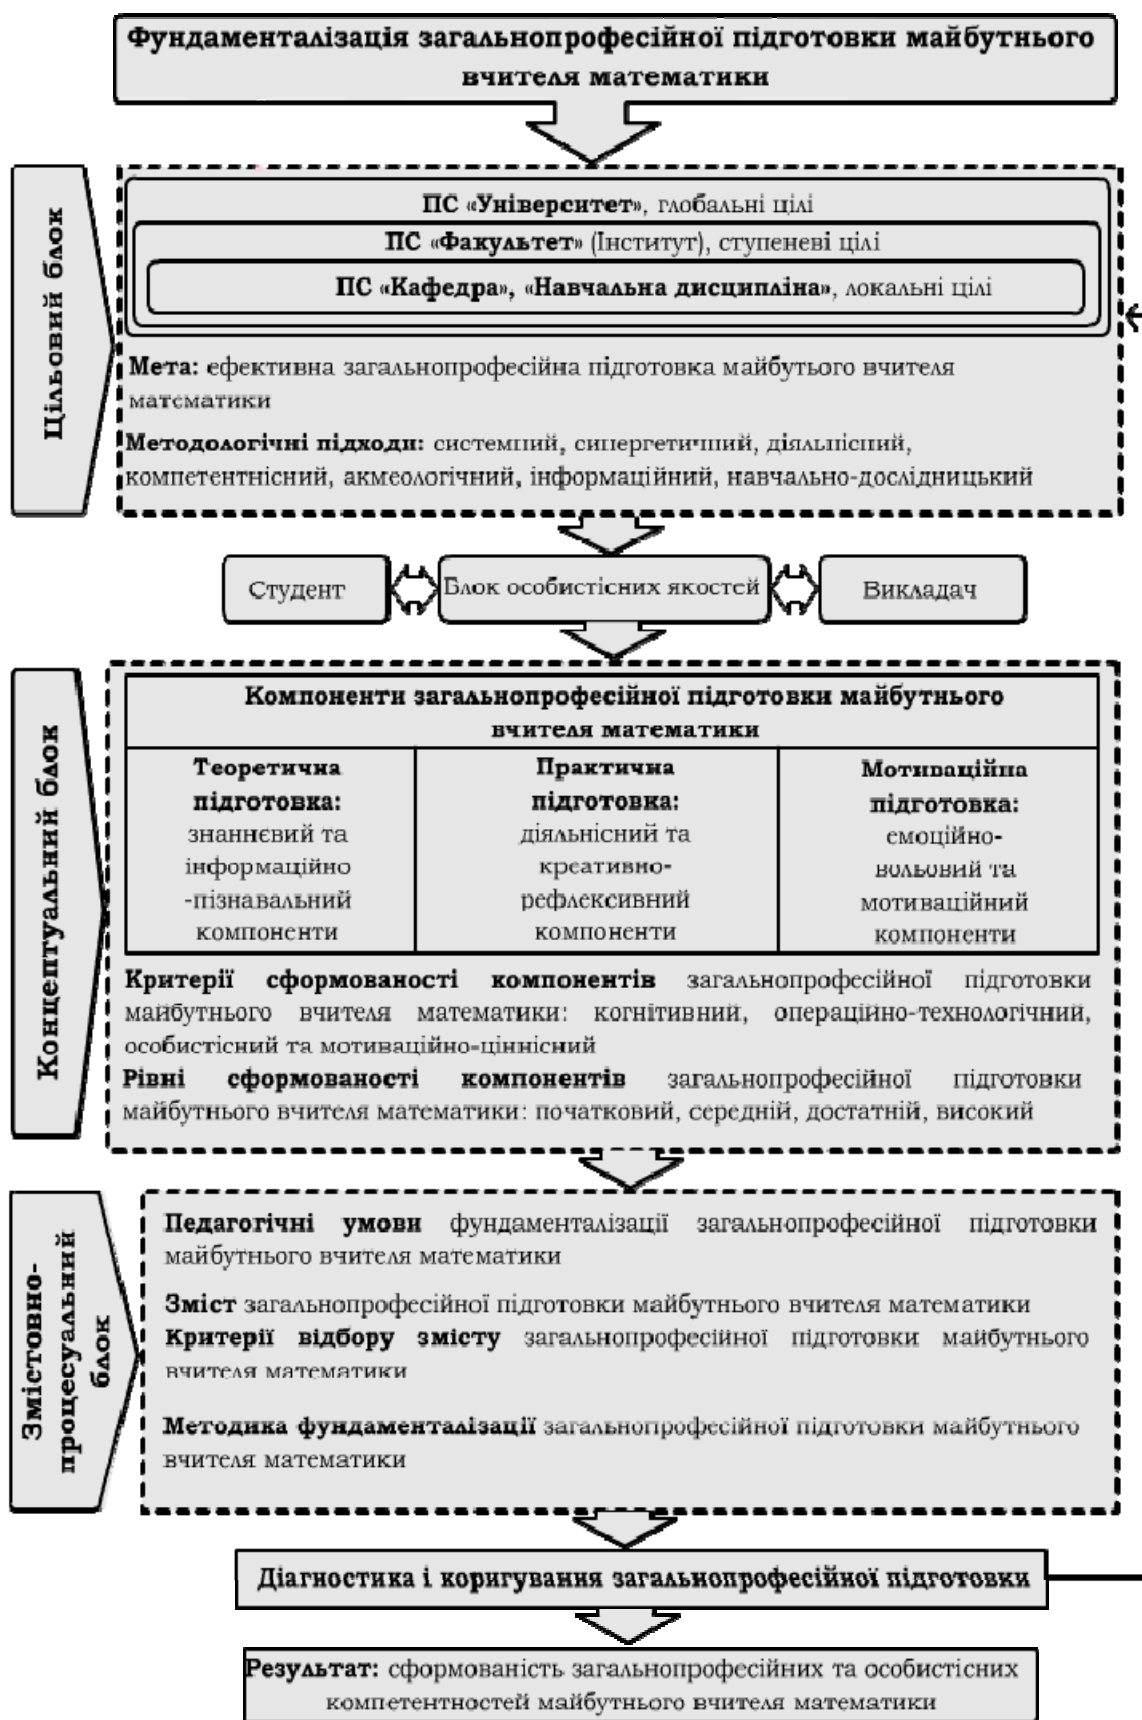 Фундаменталізація загальнопрофесійної підготовки майбутнього
вчителя математики
Цільовий блок
ПС «Університет», глобальні цілі
ПС «Факультет» (Інститут), ступеневі цілі
ПС «Кафедра», «Навчальна дисципліна», локальні цілі
Мета: ефективна загальнопрофесійна підготовка майбутього вчителя
математики
Методологічні підходи: системний, синергетичний, діяльнісний,
компетентнісний, акмеологічний, інформаційний, навчально-дослідницький
Студент
Блок особистісних якостей
Викладач
Концептуальний блок
Компоненти загальнопрофесійної підготовки майбутнього
вчителя математики
Теоретична
підготовка:
знаннєвий та
інформаційно
-пізнавальний
компоненти
Практична
підготовка:
діяльнісний та
креативно-
рефлексивний
компоненти
Мотиваційна
підготовка:
емоційно-
вольовий та
мотиваційний
компоненти
Критерії сформованості компонентів загальнопрофесійної підготовки
майбутнього вчителя математики: когнітивний, операційно-технологічний,
особистісний та мотиваційно-ціннісний
Рівні сформованості компонентів загальнопрофесійної підготовки
майбутнього вчителя математики: початковий, середній, достатній, високий
Змістовно-
процесуальний
блок
Педагогічні умови фундаменталізації загальнопрофесійної підготовки
майбутнього вчителя математики
Зміст загальнопрофесійної підготовки майбутнього вчителя математики
Критерії відбору змісту загальнопрофесійної підготовки майбутнього
вчителя математики
Методика фундаменталізації загальнопрофесійної підготовки майбутнього
вчителя математики
Діагностика і коригування загальнопрофесійної підготовки
Результат: сформованість загальнопрофесійних та особистісних
компетентностей майбутнього вчителя математики